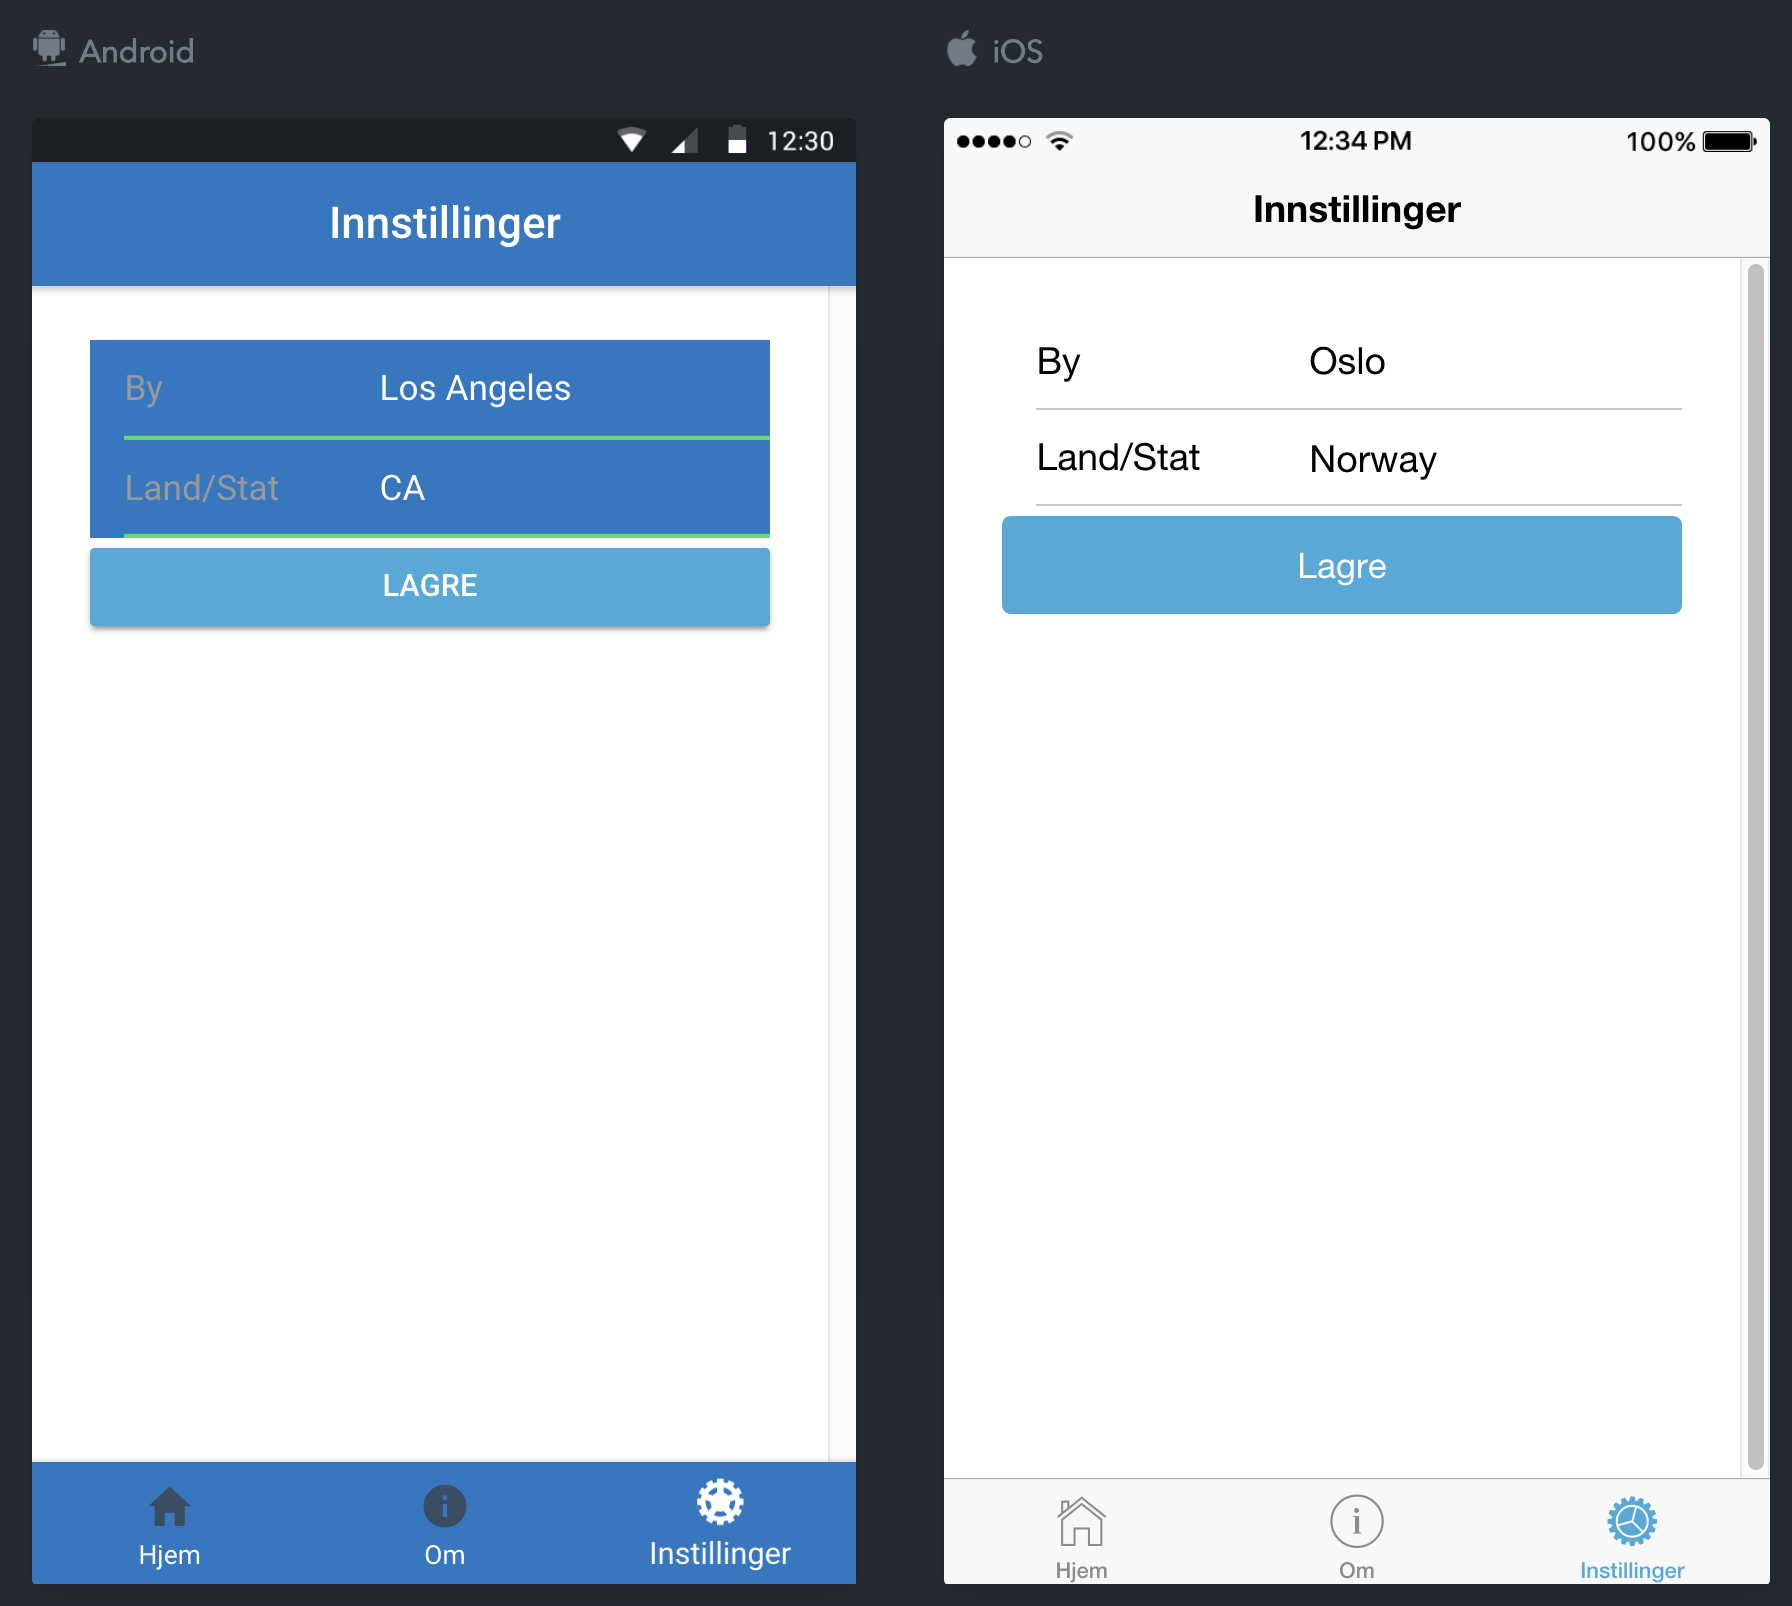 Android
12:30
Innstillinger
By Los Angeles
Land/Stat CA
LAGRE
Hjem Om Instillinger
iOS
12:34 PM 100%
Innstillinger
By Oslo
Land/Stat Norway
Lagre
Hjem Om Instillinger